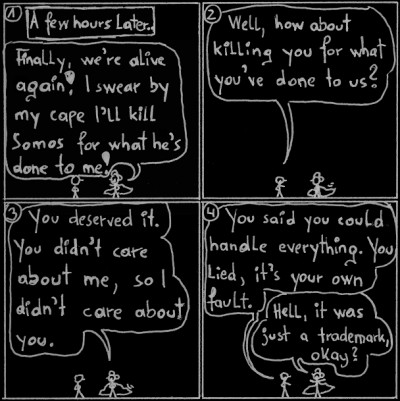 1
A few hours later..
Finally, we're alive
again! I swear by
my cape I'll kill
Somos for what he's
done to me!
2
Well, how about
killing you for what
you've done to us?
3
You deserved it.
You didn't care
about me, so I
didn't care about
you.
4
You said you could
handle everything. You
Lied, it's your own
fault.
Hell, it was
just a trademark,
okay?